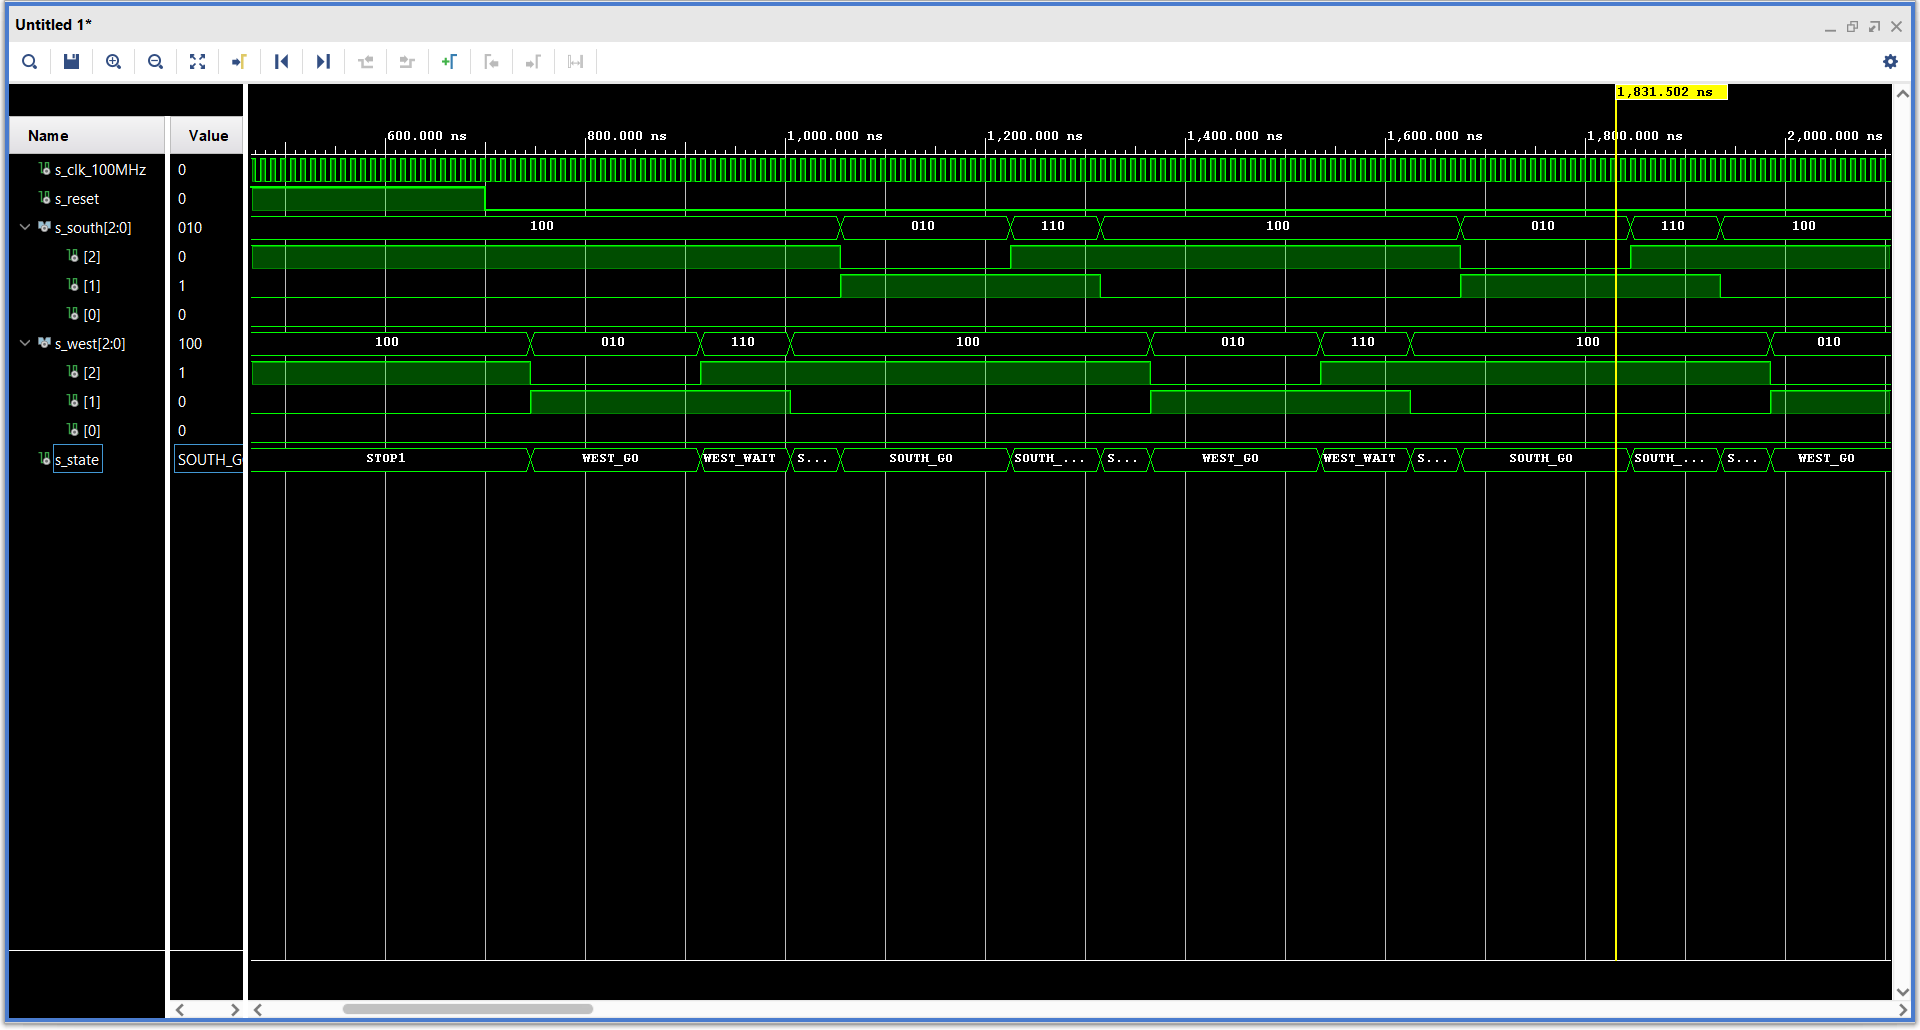 Untitled 1*
1,831.502 ns
Name Value
600.000 ns 800.000 ns 1,000.000 ns 1,200.000 ns 1,400.000 ns 1,600.000 ns 1,800.000 ns 2,000.000 ns
s_clk_100MHz 0
s_reset 0
s_south[2:0] 010 100 010 110 100 010 110 100
[2] 0
[1] 1
[0] 0
s_west[2:0] 100 100 010 110 100 010 110 100 010
[2] 1
[1] 0
[0] 0
s_state SOUTH_G STOP1 WEST_GO WEST_WAIT S... SOUTH_GO SOUTH_... S... WEST_GO WEST_WAIT S... SOUTH_GO SOUTH_... S... WEST_GO